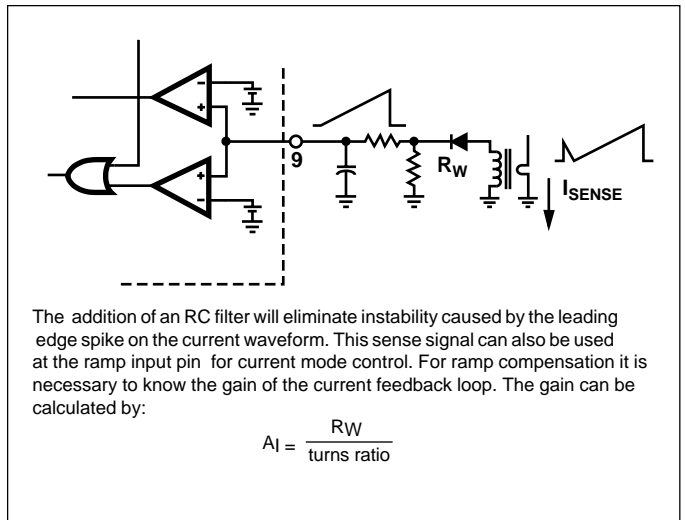 -
+
9
+
-
RW
ISENSE
The addition of an RC filter will eliminate instability caused by the leading
edge spike on the current waveform. This sense signal can also be used
at the ramp input pin for current mode control. For ramp compensation it is
necessary to know the gain of the current feedback loop. The gain can be
calculated by:
AI = RW
turns ratio